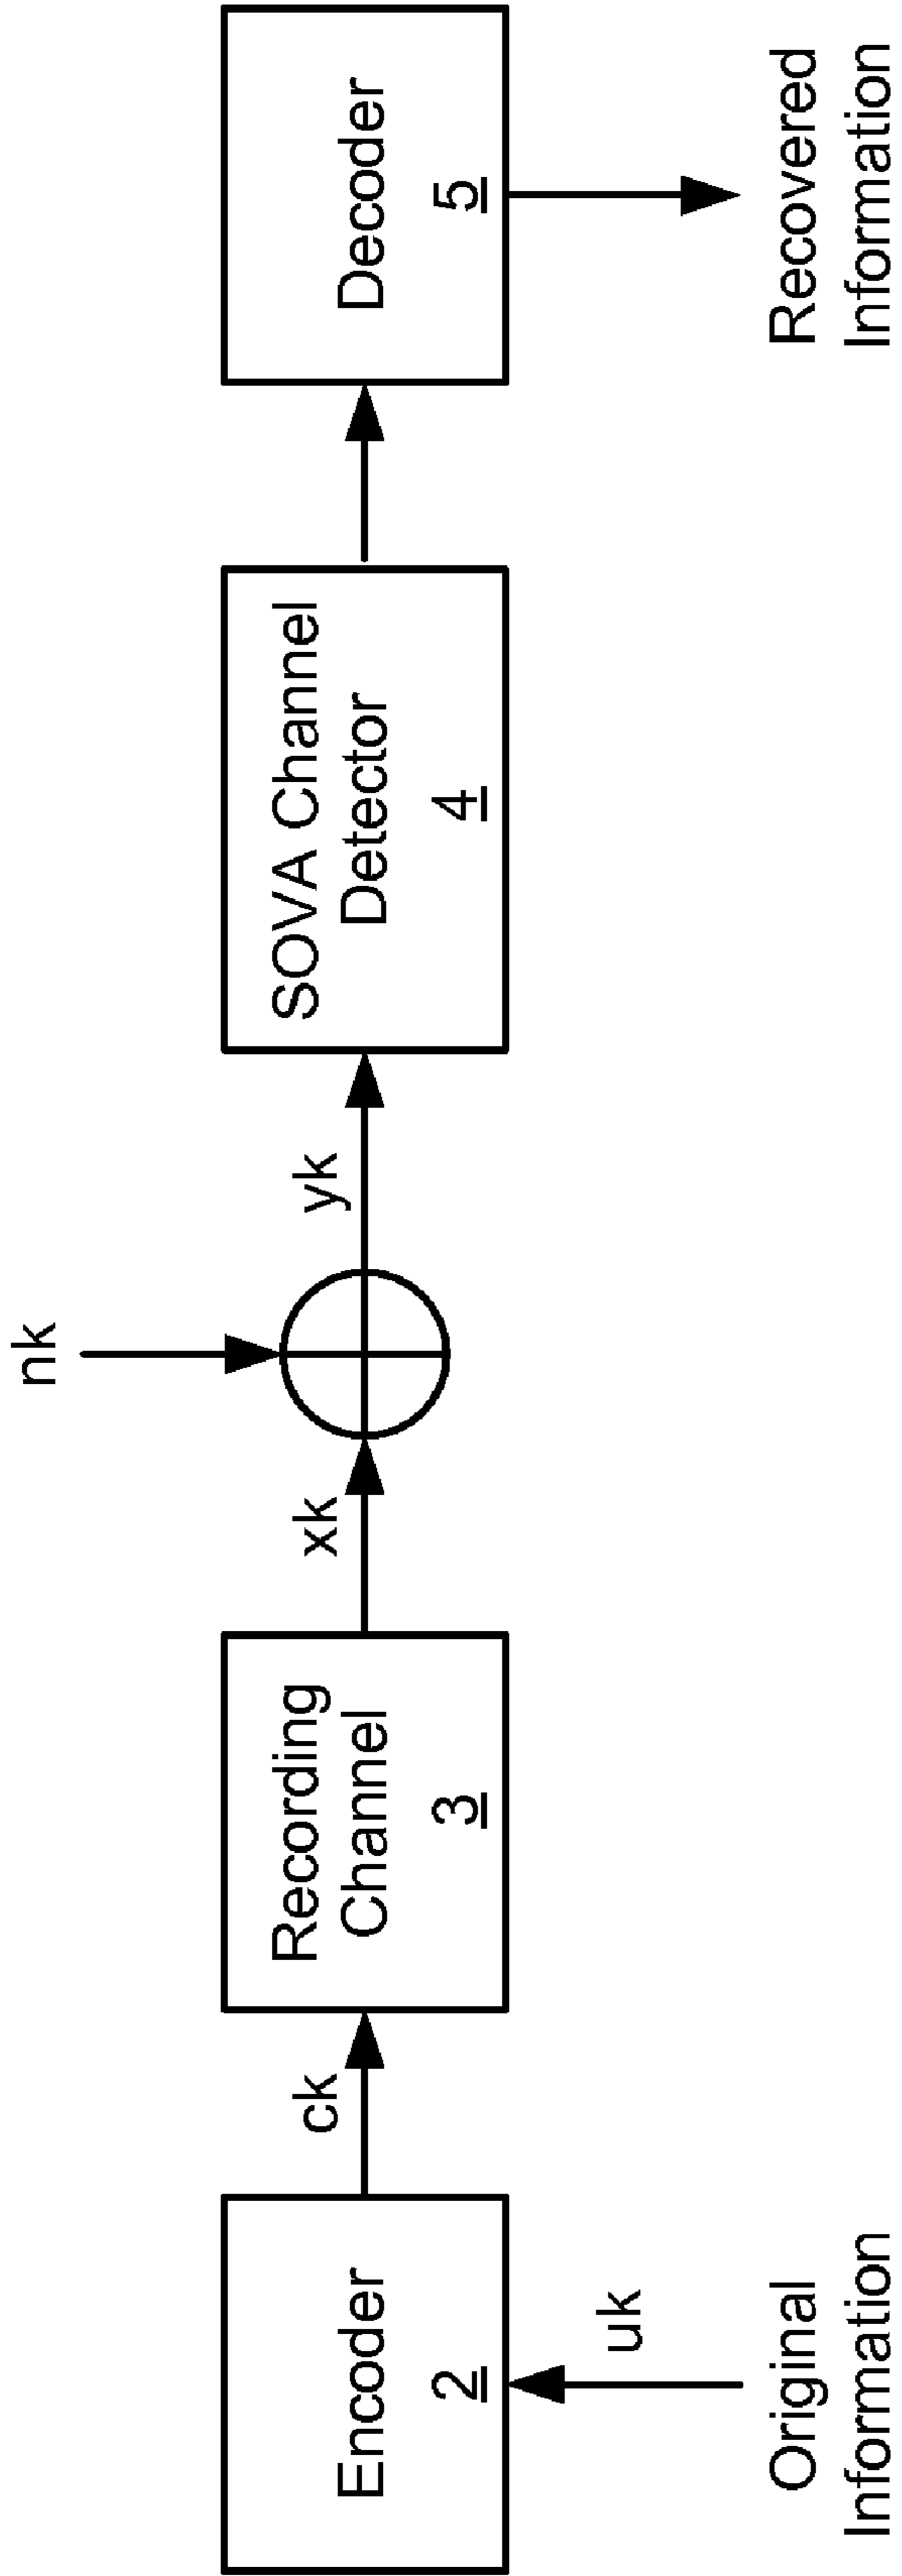 Original
Information
uk
Encoder
2
ck
Recording
Channel
3
xk
nk
yk
SOVA Channel
Detector
4
Decoder
5
Recovered
Information